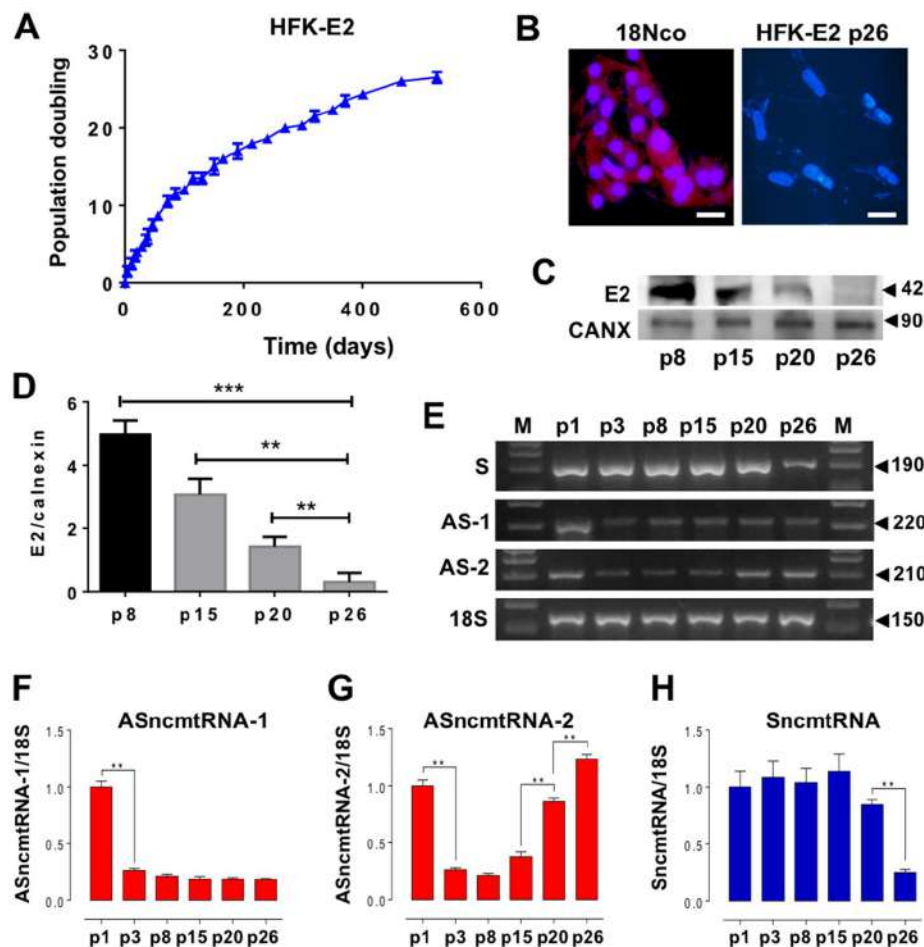 A
HFK-E2
30
20
10
0
Population doubling
0 200 400 600
Time (days)
B
18Nco HFK-E2 p26
C
E2 42
CANX 90
p8 p15 p20 p26
D
***
**
**
6
4
2
0
E2/calnexin
p8 p15 p20 p26
E
M p1 p3 p8 p15 p20 p26 M
S 190
AS-1 220
AS-2 210
18S 150
F
ASncmtRNA-1
1.5
1.0
0.5
0.0
ASncmtRNA-1/18S
**
p1 p3 p8 p15 p20 p26
G
ASncmtRNA-2
1.5
1.0
0.5
0.0
ASncmtRNA-2/18S
**
**
**
p1 p3 p8 p15 p20 p26
H
SncmtRNA
1.5
1.0
0.5
0.0
SncmtRNA/18S
**
p1 p3 p8 p15 p20 p26